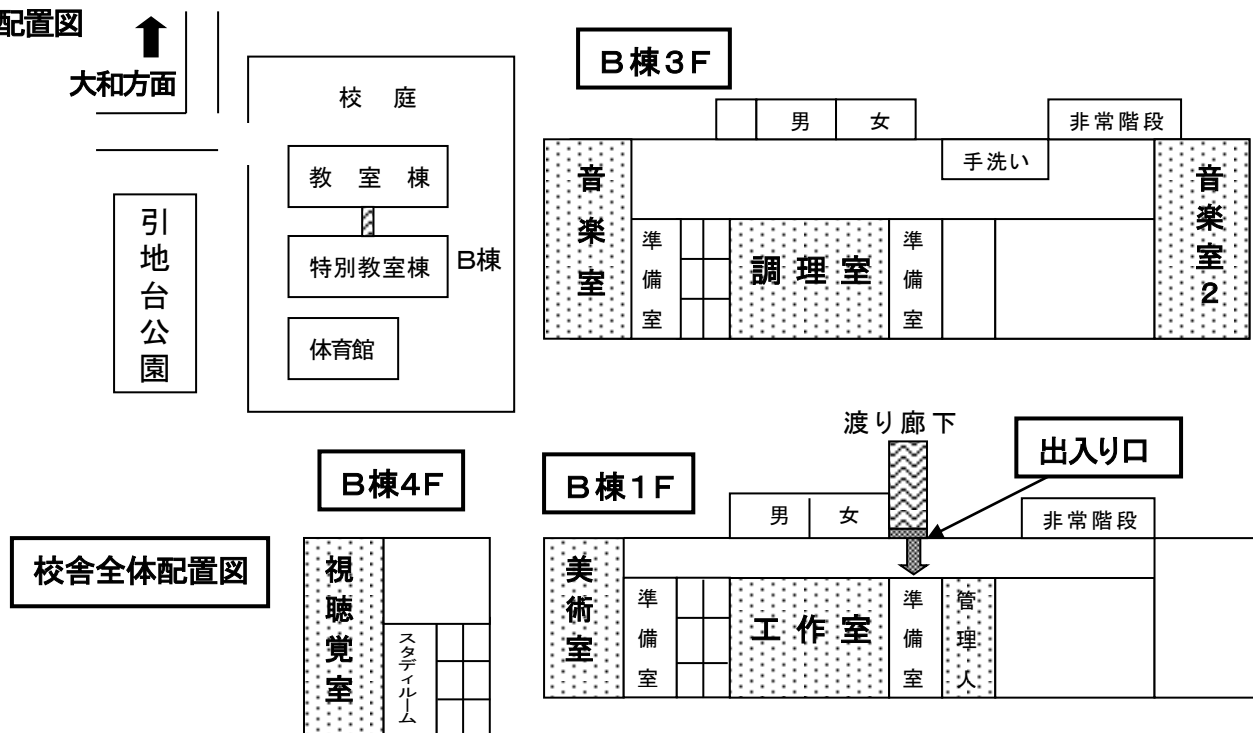 配置図
大和方面
校庭
教室棟
特別教室棟
B棟
体育館
引地台公園
B棟3F
男
女
非常階段
手洗い
音楽室
準備室
調理室
準備室
音楽室2
B棟4F
視聴覚室
スタディルーム
校舎全体配置図
B棟1F
渡り廊下
出入り口
男
女
非常階段
美術室
準備室
工作室
準備室
管理人